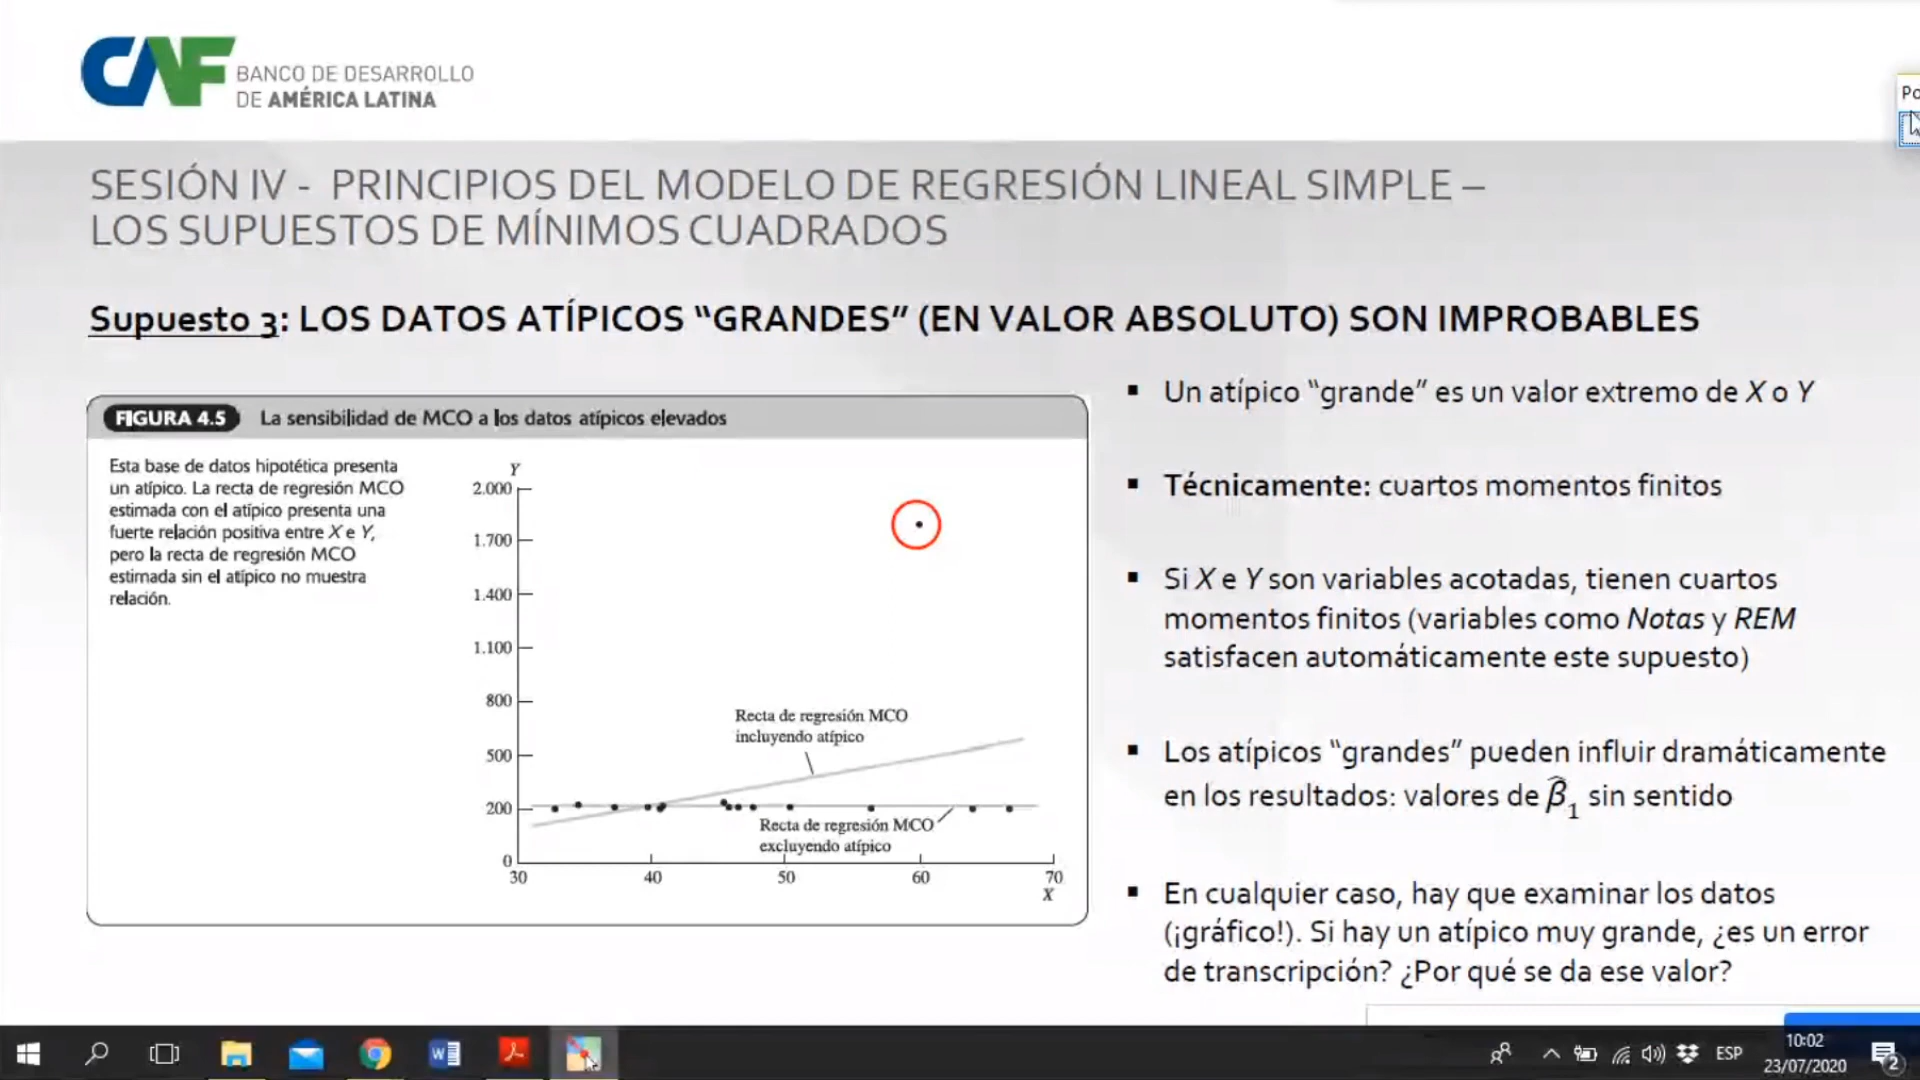 CAF BANCO DE DESARROLLO
DE AMÉRICA LATINA
Po
SESIÓN IV - PRINCIPIOS DEL MODELO DE REGRESIÓN LINEAL SIMPLE –
LOS SUPUESTOS DE MÍNIMOS CUADRADOS
Supuesto 3: LOS DATOS ATÍPICOS “GRANDES” (EN VALOR ABSOLUTO) SON IMPROBABLES
FIGURA 4.5 La sensibilidad de MCO a los datos atípicos elevados
Esta base de datos hipotética presenta
un atípico. La recta de regresión MCO
estimada con el atípico presenta una
fuerte relación positiva entre X e Y,
pero la recta de regresión MCO
estimada sin el atípico no muestra
relación.
Y
2.000
1.700
1.400
1.100
800
500
200
0
Recta de regresión MCO
incluyendo atípico
Recta de regresión MCO
excluyendo atípico
30 40 50 60 70
X
▪ Un atípico “grande” es un valor extremo de X o Y
▪ Técnicamente: cuartos momentos finitos
▪ Si X e Y son variables acotadas, tienen cuartos
momentos finitos (variables como Notas y REM
satisfacen automáticamente este supuesto)
▪ Los atípicos “grandes” pueden influir dramáticamente
en los resultados: valores de β̂₁ sin sentido
▪ En cualquier caso, hay que examinar los datos
(¡gráfico!). Si hay un atípico muy grande, ¿es un error
de transcripción? ¿Por qué se da ese valor?
ESP
10:02
23/07/2020
2